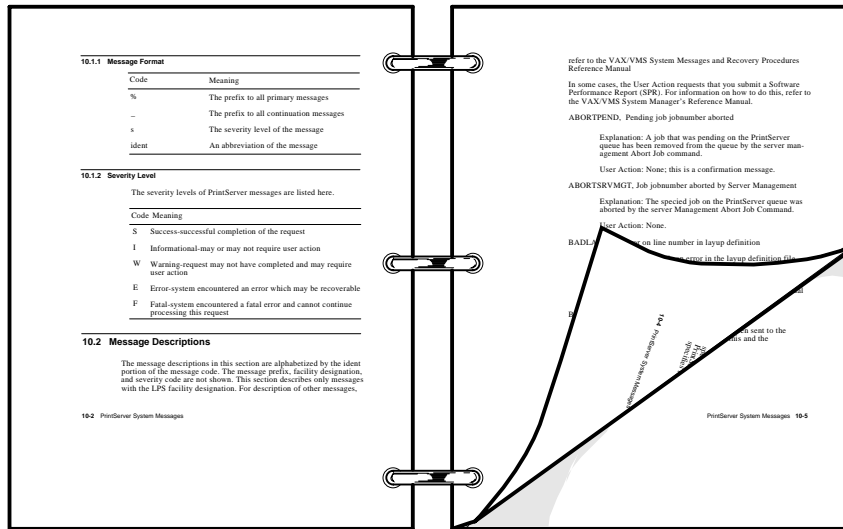 10.1.1 Message Format
Code Meaning
% The prefix to all primary messages
_ The prefix to all continuation messages
s The severity level of the message
ident An abbreviation of the message
10.1.2 Severity Level
The severity levels of PrintServer messages are listed here.
Code Meaning
S Success-successful completion of the request
I Informational-may or may not require user action
W Warning-request may not have completed and may require
user action
E Error-system encountered an error which may be recoverable
F Fatal-system encountered a fatal error and cannot continue
processing this request
10.2 Message Descriptions
The message descriptions in this section are alphabetized by the ident
portion of the message code. The message prefix, facility designation,
and severity code are not shown. This section describes only messages
with the LPS facility designation. For description of other messages,
10-2 PrintServer System Messages
refer to the VAX/VMS System Messages and Recovery Procedures
Reference Manual
In some cases, the User Action requests that you submit a Software
Performance Report (SPR). For information on how to do this, refer to
the VAX/VMS System Manager's Reference Manual.
ABORTPEND, Pending job jobnumber aborted
Explanation: A job that was pending on the PrintServer
queue has been removed from the queue by the server man-
agement Abort Job command.
User Action: None; this is a confirmation message.
ABORTSRVMGT, Job jobnumber aborted by Server Management
Explanation: The specied job on the PrintServer queue was
aborted by the server Management Abort Job Command.
User Action: None.
on line number in layup definition
error in the layup definition file
sent to the
and the
10-4 PrintServer System Messages
PrintServer System Messages 10-5